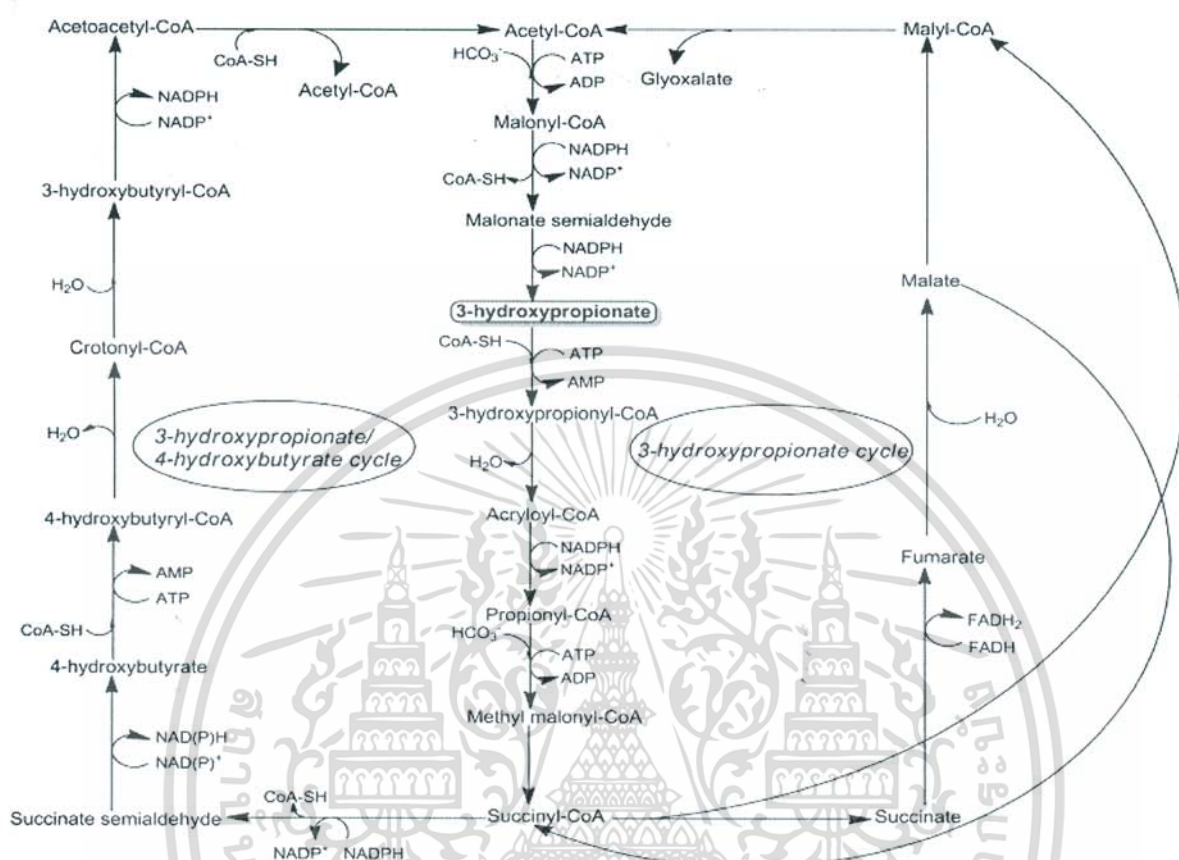 Acetoacetyl-CoA
Acetyl-CoA
Malyl-CoA
CoA-SH
Acetyl-CoA
HCO3-
ATP
ADP
Glyoxalate
NADPH
NADP+
Malonyl-CoA
NADPH
NADP+
CoA-SH
3-hydroxybutyryl-CoA
Malonate semialdehyde
NADPH
NADP+
H2O
Malate
3-hydroxypropionate
Crotonyl-CoA
CoA-SH
ATP
AMP
3-hydroxypropionyl-CoA
H2O
H2O
3-hydroxypropionate/
4-hydroxybutyrate cycle
H2O
3-hydroxypropionate cycle
4-hydroxybutyryl-CoA
Acryloyl-CoA
NADPH
NADP+
Fumarate
AMP
ATP
CoA-SH
Propionyl-CoA
HCO3-
ATP
ADP
FADH2
FADH
4-hydroxybutyrate
Methyl malonyl-CoA
NAD(P)H
NAD(P)+
CoA-SH
Succinate semialdehyde
Succinyl-CoA
Succinate
NADP+
NADPH